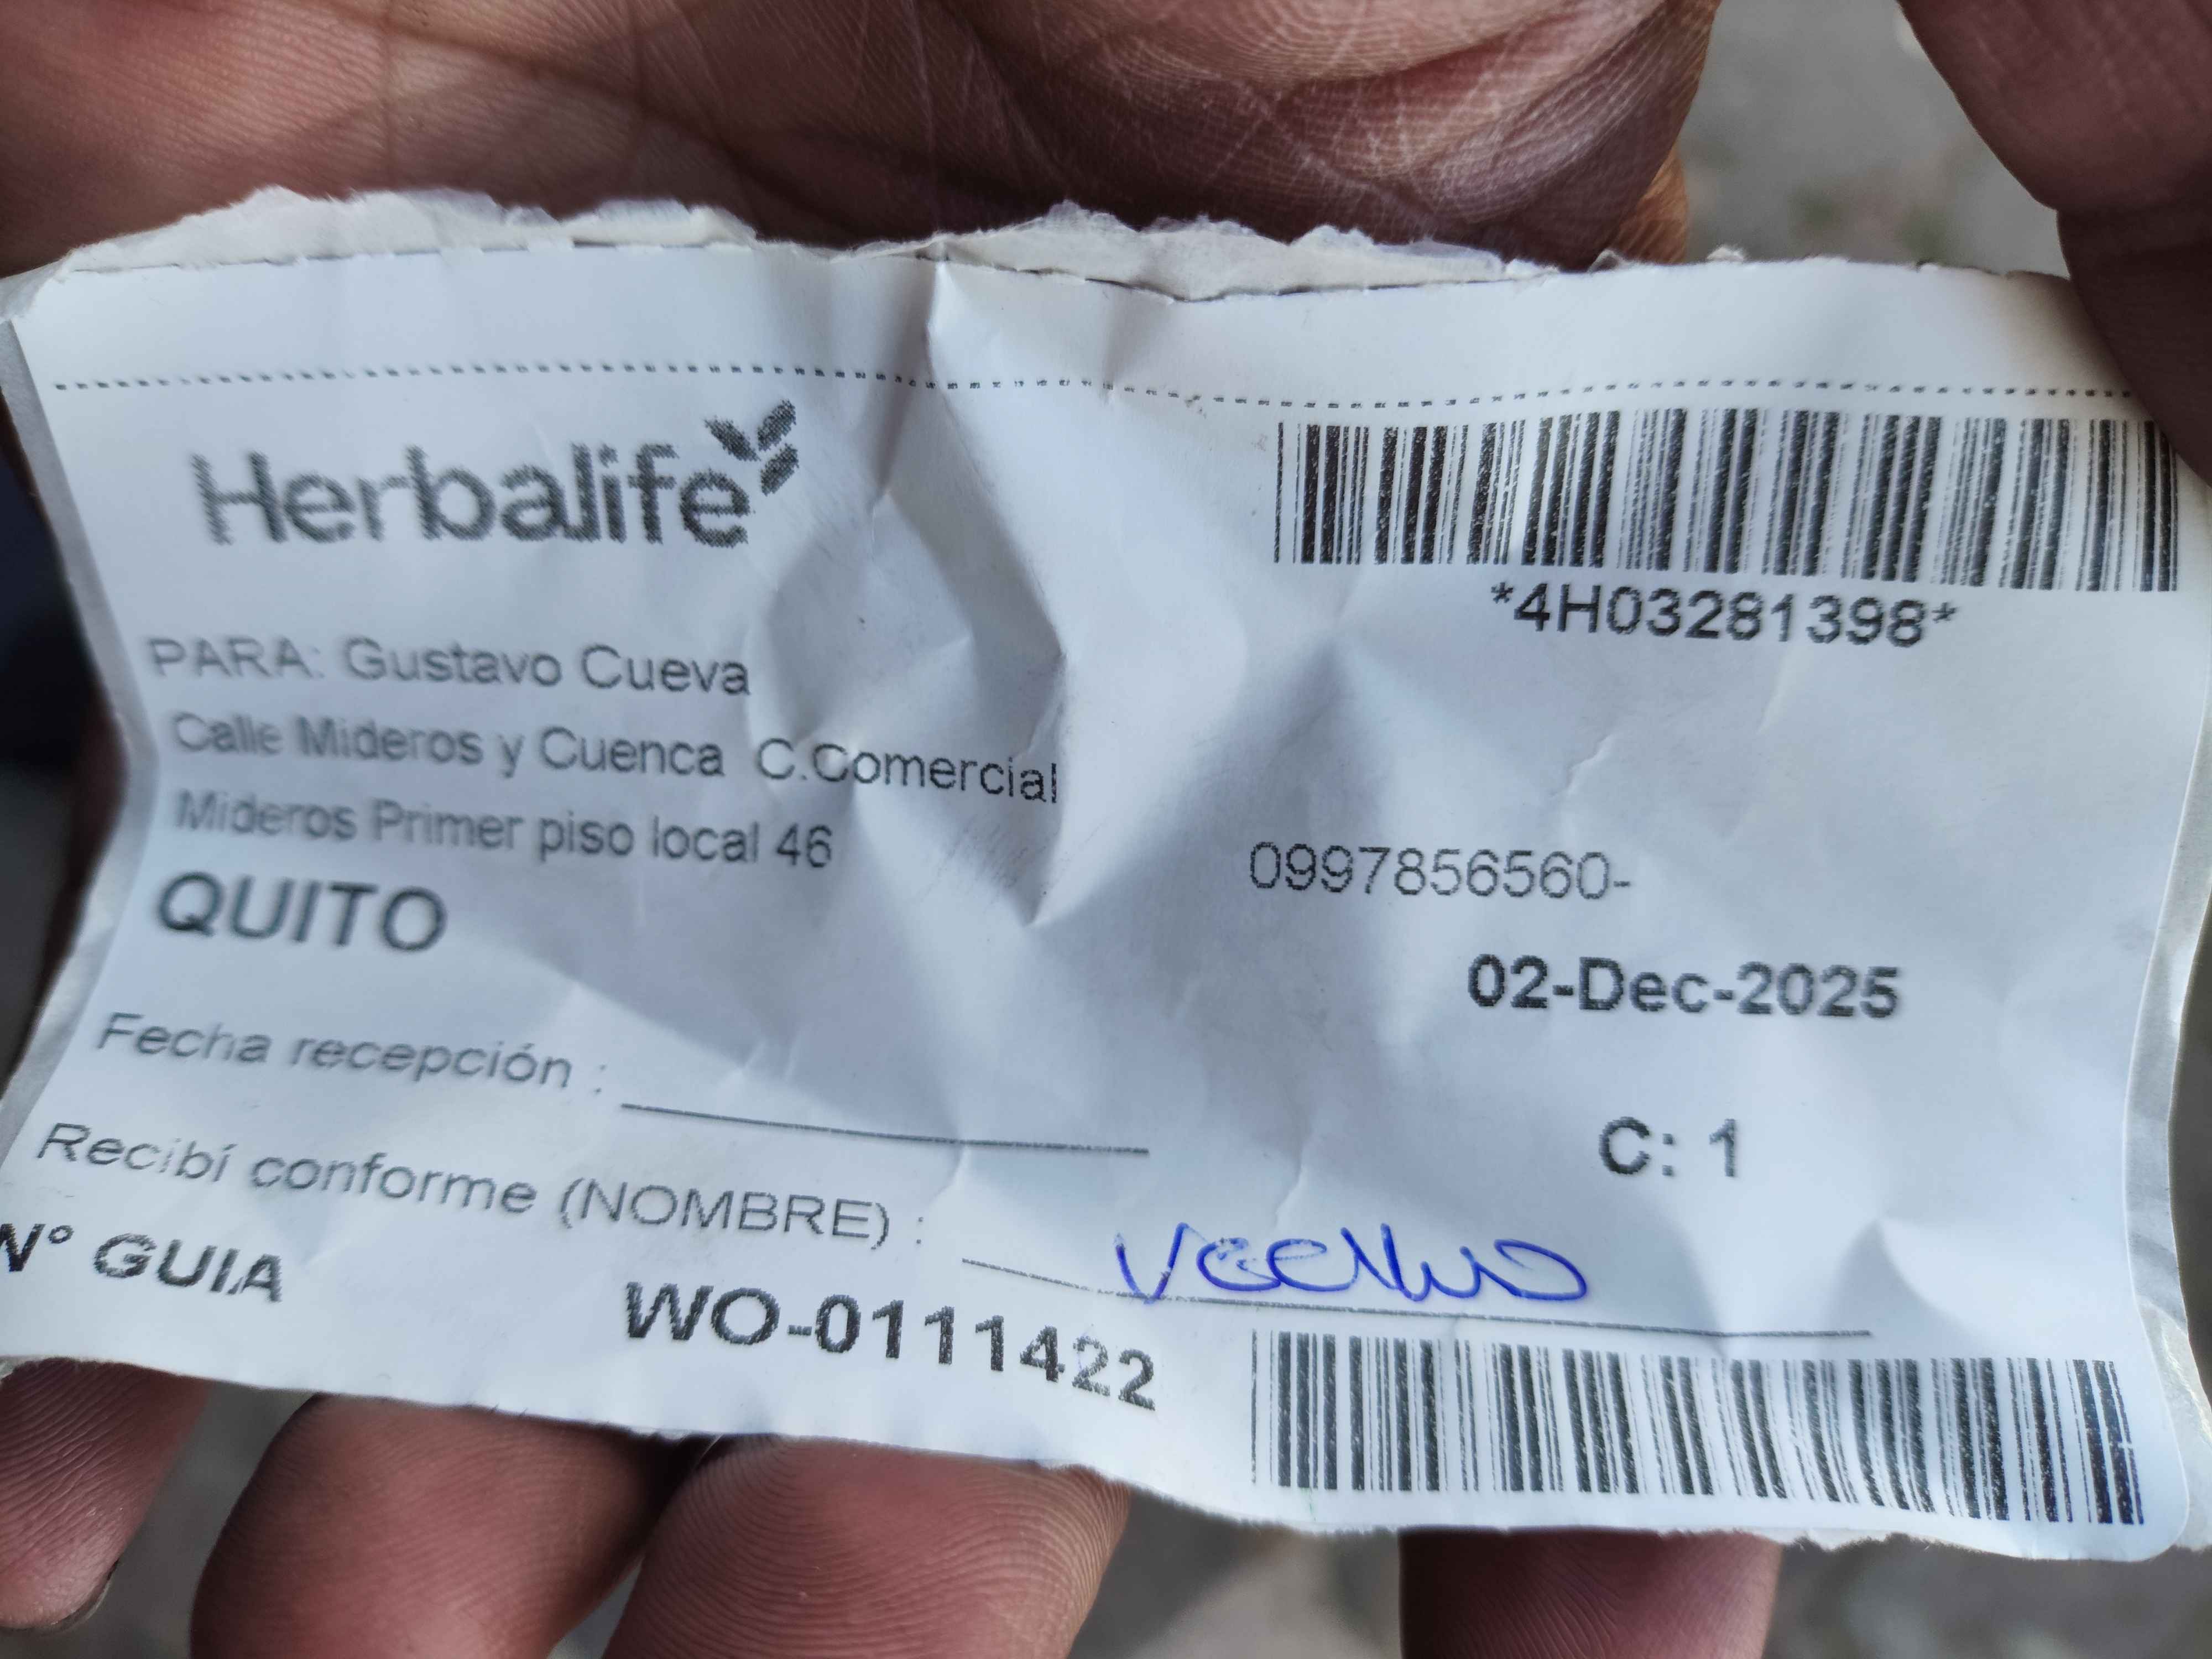 Herbalife
*4H03281398*
PARA: Gustavo Cueva
Calle Mideros y Cuenca C.Comercial
Mideros Primer piso local 46
0997856560-
QUITO
02-Dec-2025
Fecha recepción :
C: 1
Recibí conforme (NOMBRE) :
N° GUIA
WO-0111422